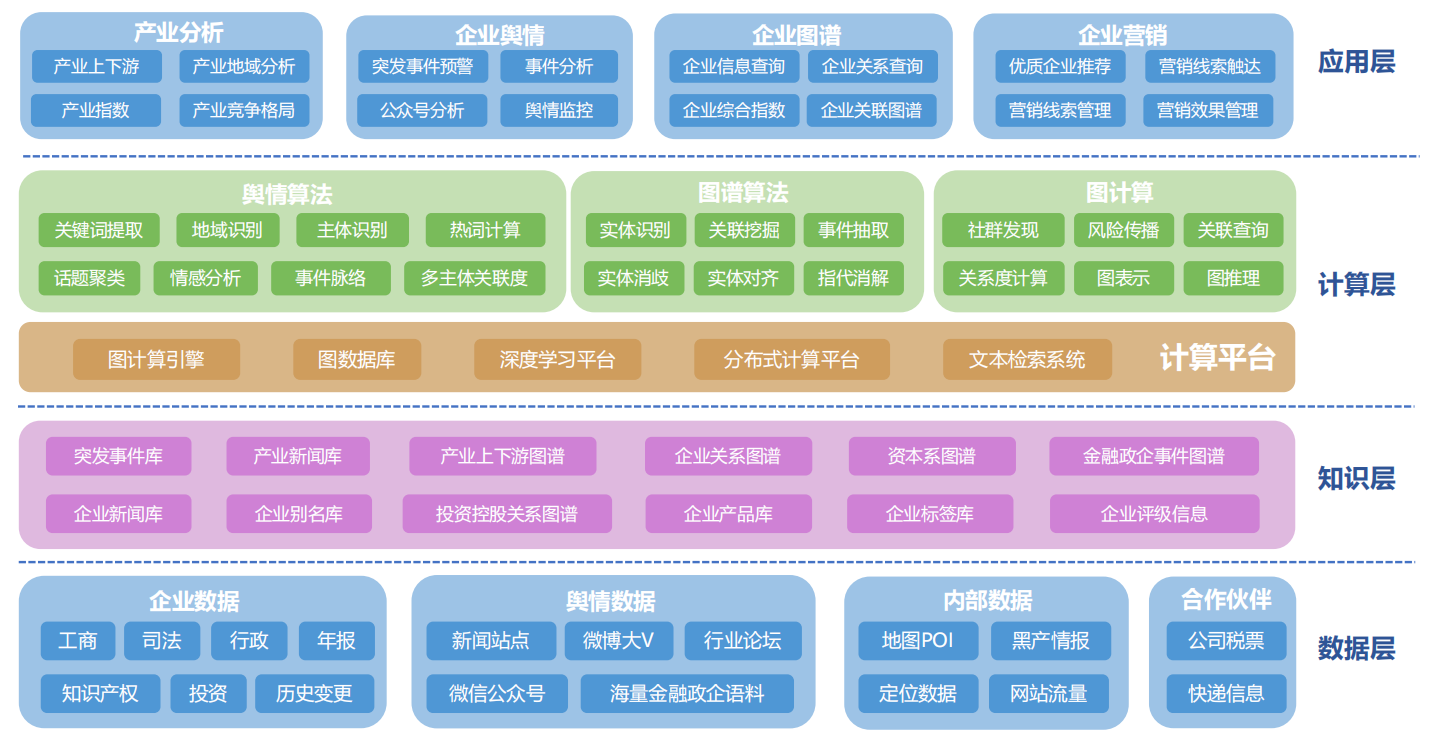 产业分析
产业上下游 产业地域分析
产业指数 产业竞争格局
企业舆情
突发事件预警 事件分析
公众号分析 舆情监控
企业图谱
企业信息查询 企业关系查询
企业综合指数 企业关联图谱
企业营销
优质企业推荐 营销线索触达
营销线索管理 营销效果管理
应用层
舆情算法
关键词提取 地域识别 主体识别 热词计算
话题聚类 情感分析 事件脉络 多主体关联度
图谱算法
实体识别 关联挖掘 事件抽取
实体消歧 实体对齐 指代消解
图计算
社群发现 风险传播 关联查询
关系度计算 图表示 图推理
计算层
图计算引擎 图数据库 深度学习平台 分布式计算平台 文本检索系统 计算平台
突发事件库 产业新闻库 产业上下游图谱 企业关系图谱 资本系图谱 金融政企事件图谱
企业新闻库 企业别名库 投资控股关系图谱 企业产品库 企业标签库 企业评级信息
知识层
企业数据
工商 司法 行政 年报
知识产权 投资 历史变更
舆情数据
新闻站点 微博大V 行业论坛
微信公众号 海量金融政企语料
内部数据
地图POI 黑产情报
定位数据 网站流量
合作伙伴
公司税票
快递信息
数据层